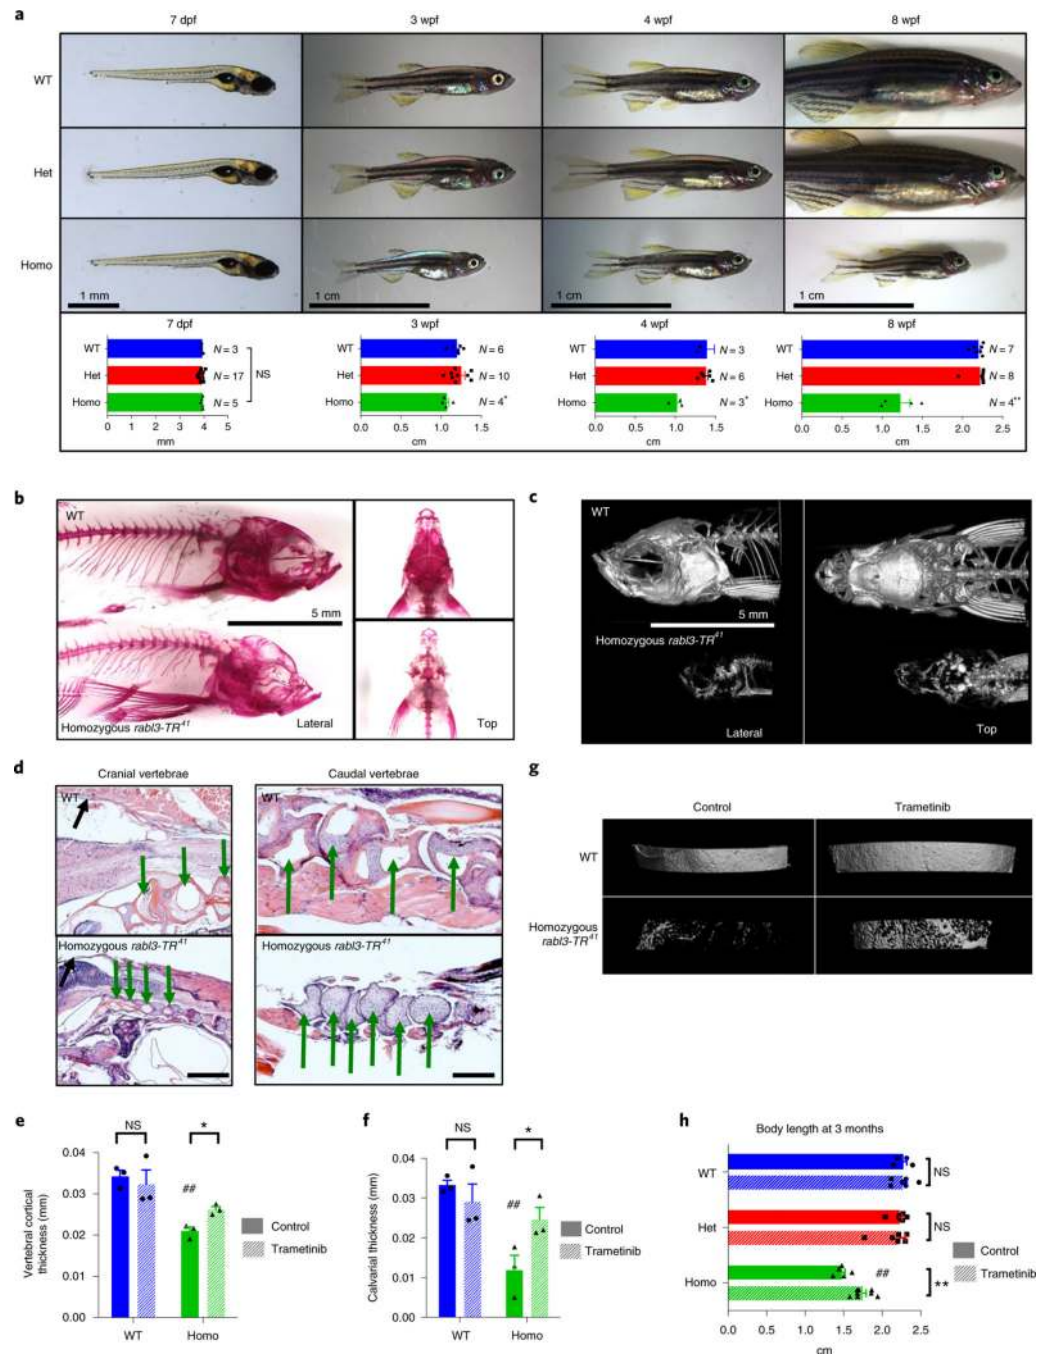 a
7 dpf 3 wpf 4 wpf 8 wpf
WT
Het
Homo
1 mm 1 cm 1 cm 1 cm
7 dpf 3 wpf 4 wpf 8 wpf
WT N = 3 WT N = 6 WT N = 3 WT N = 7
Het N = 17 NS Het N = 10 Het N = 6 Het N = 8
Homo N = 5 Homo N = 4* Homo N = 3* Homo N = 4**
0 1 2 3 4 5 0 0.5 1.0 1.5 0 0.5 1.0 1.5 0 0.5 1.0 1.5 2.0 2.5
mm cm cm cm
b
WT
5 mm
Homozygous rabl3-TR41
Lateral
Top
c
WT
5 mm
Homozygous rabl3-TR41
Lateral
Top
d
Cranial vertebrae Caudal vertebrae
WT WT
Homozygous rabl3-TR41 Homozygous rabl3-TR41
g
Control Trametinib
WT
Homozygous
rabl3-TR41
e
NS *
0.04
0.03
0.02
0.01
0.00
Vertebral cortical
thickness (mm)
##
Control
Trametinib
WT Homo
f
NS *
0.04
0.03
0.02
0.01
0.00
Calvarial thickness (mm)
##
Control
Trametinib
WT Homo
h
Body length at 3 months
WT NS
Het NS
Homo ## **
Control
Trametinib
0.0 0.5 1.0 1.5 2.0 2.5
cm